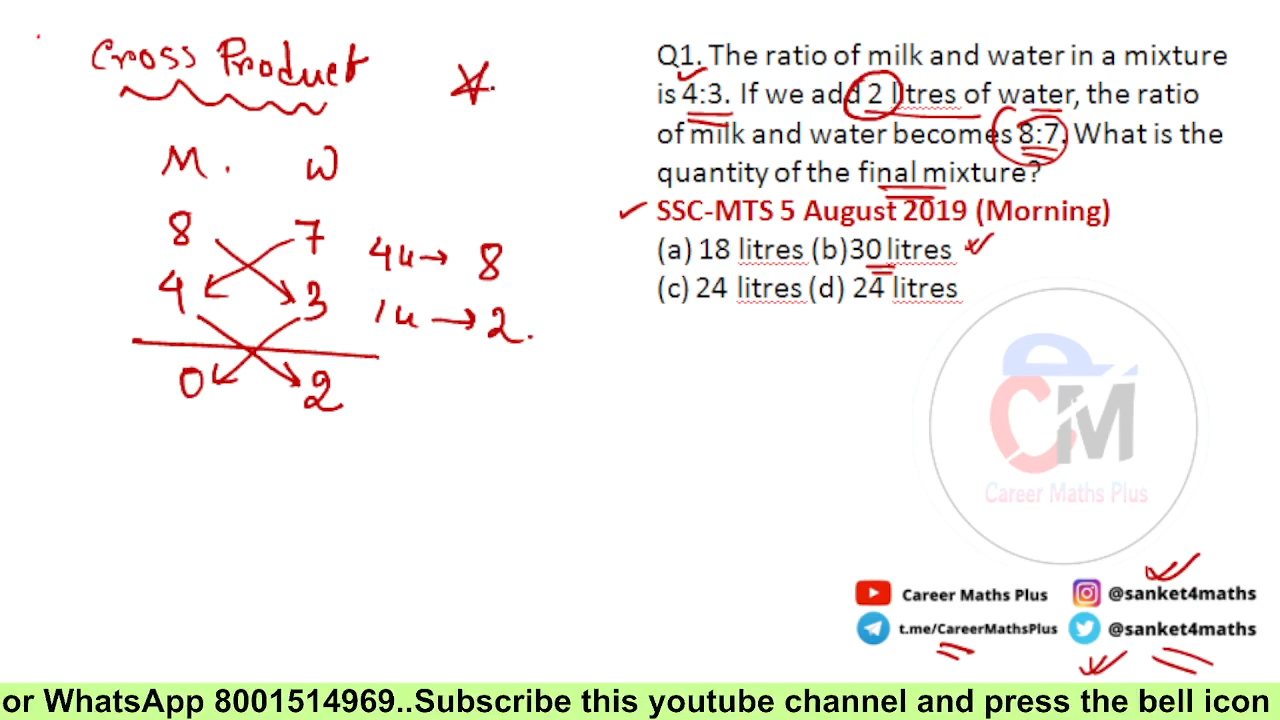 Cross Product
M. W
8 7
4 3
0 2
4u→ 8
1u → 2.
Q1. The ratio of milk and water in a mixture
is 4:3. If we add 2 litres of water, the ratio
of milk and water becomes 8:7. What is the
quantity of the final mixture?
SSC-MTS 5 August 2019 (Morning)
(a) 18 litres (b)30 litres
(c) 24 litres (d) 24 litres
CM
Career Maths Plus
Career Maths Plus @sanket4maths
t.me/CareerMathsPlus @sanket4maths
or WhatsApp 8001514969..Subscribe this youtube channel and press the bell icon